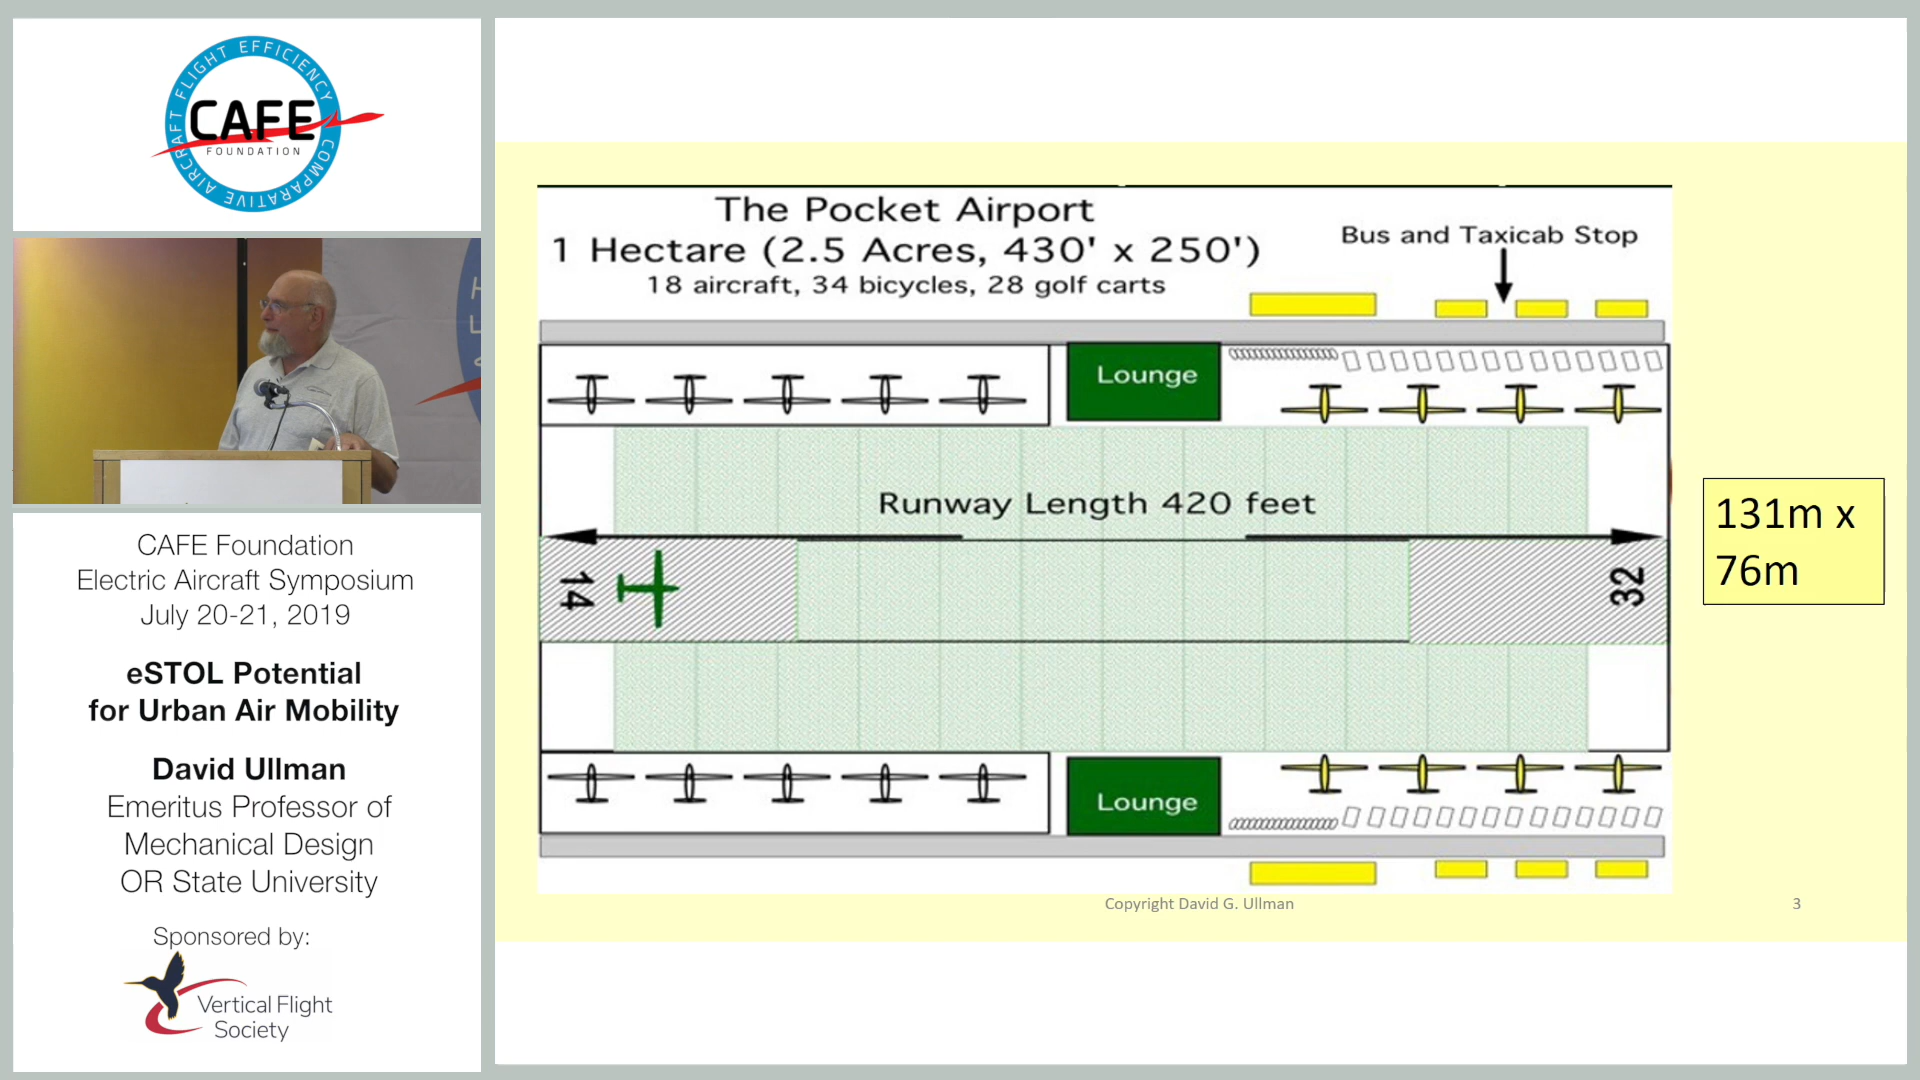 COMPARATIVE AIRCRAFT FLIGHT EFFICIENCY
CAFE
FOUNDATION
CAFE Foundation
Electric Aircraft Symposium
July 20-21, 2019
eSTOL Potential
for Urban Air Mobility
David Ullman
Emeritus Professor of
Mechanical Design
OR State University
Sponsored by:
Vertical Flight
Society
The Pocket Airport
1 Hectare (2.5 Acres, 430' x 250')
18 aircraft, 34 bicycles, 28 golf carts
Bus and Taxicab Stop
Lounge
Runway Length 420 feet
14
32
Lounge
131m x
76m
Copyright David G. Ullman
3